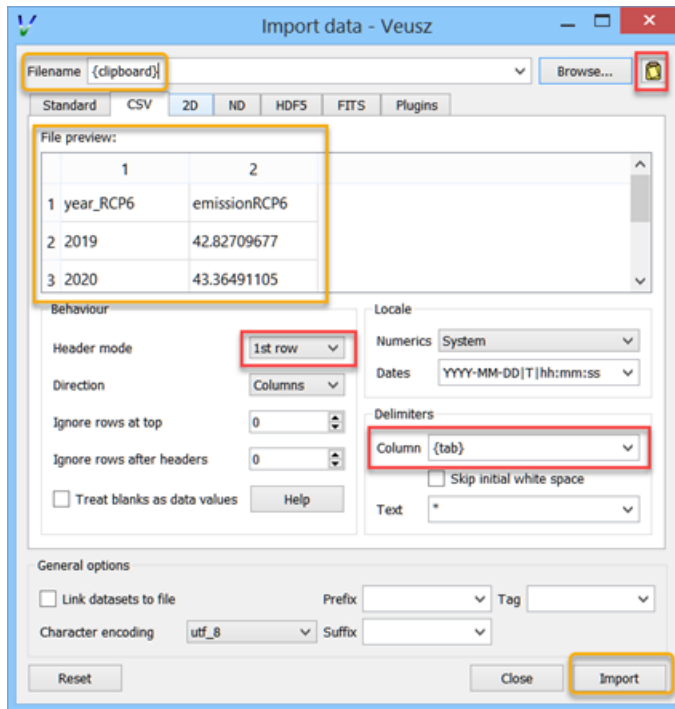 Import data - Veusz
Filename {clipboard} Browse...
Standard CSV 2D ND HDF5 FITS Plugins
File preview:
1 2
1 year_RCP6 emissionRCP6
2 2019 42.82709677
3 2020 43.36491105
Behaviour
Header mode 1st row
Direction Columns
Ignore rows at top 0
Ignore rows after headers 0
Treat blanks as data values Help
Locale
Numerics System
Dates YYYY-MM-DD|T|hh:mm:ss
Delimiters
Column {tab}
Skip initial white space
Text "
General options
Link datasets to file Prefix Tag
Character encoding utf_8 Suffix
Reset Close Import